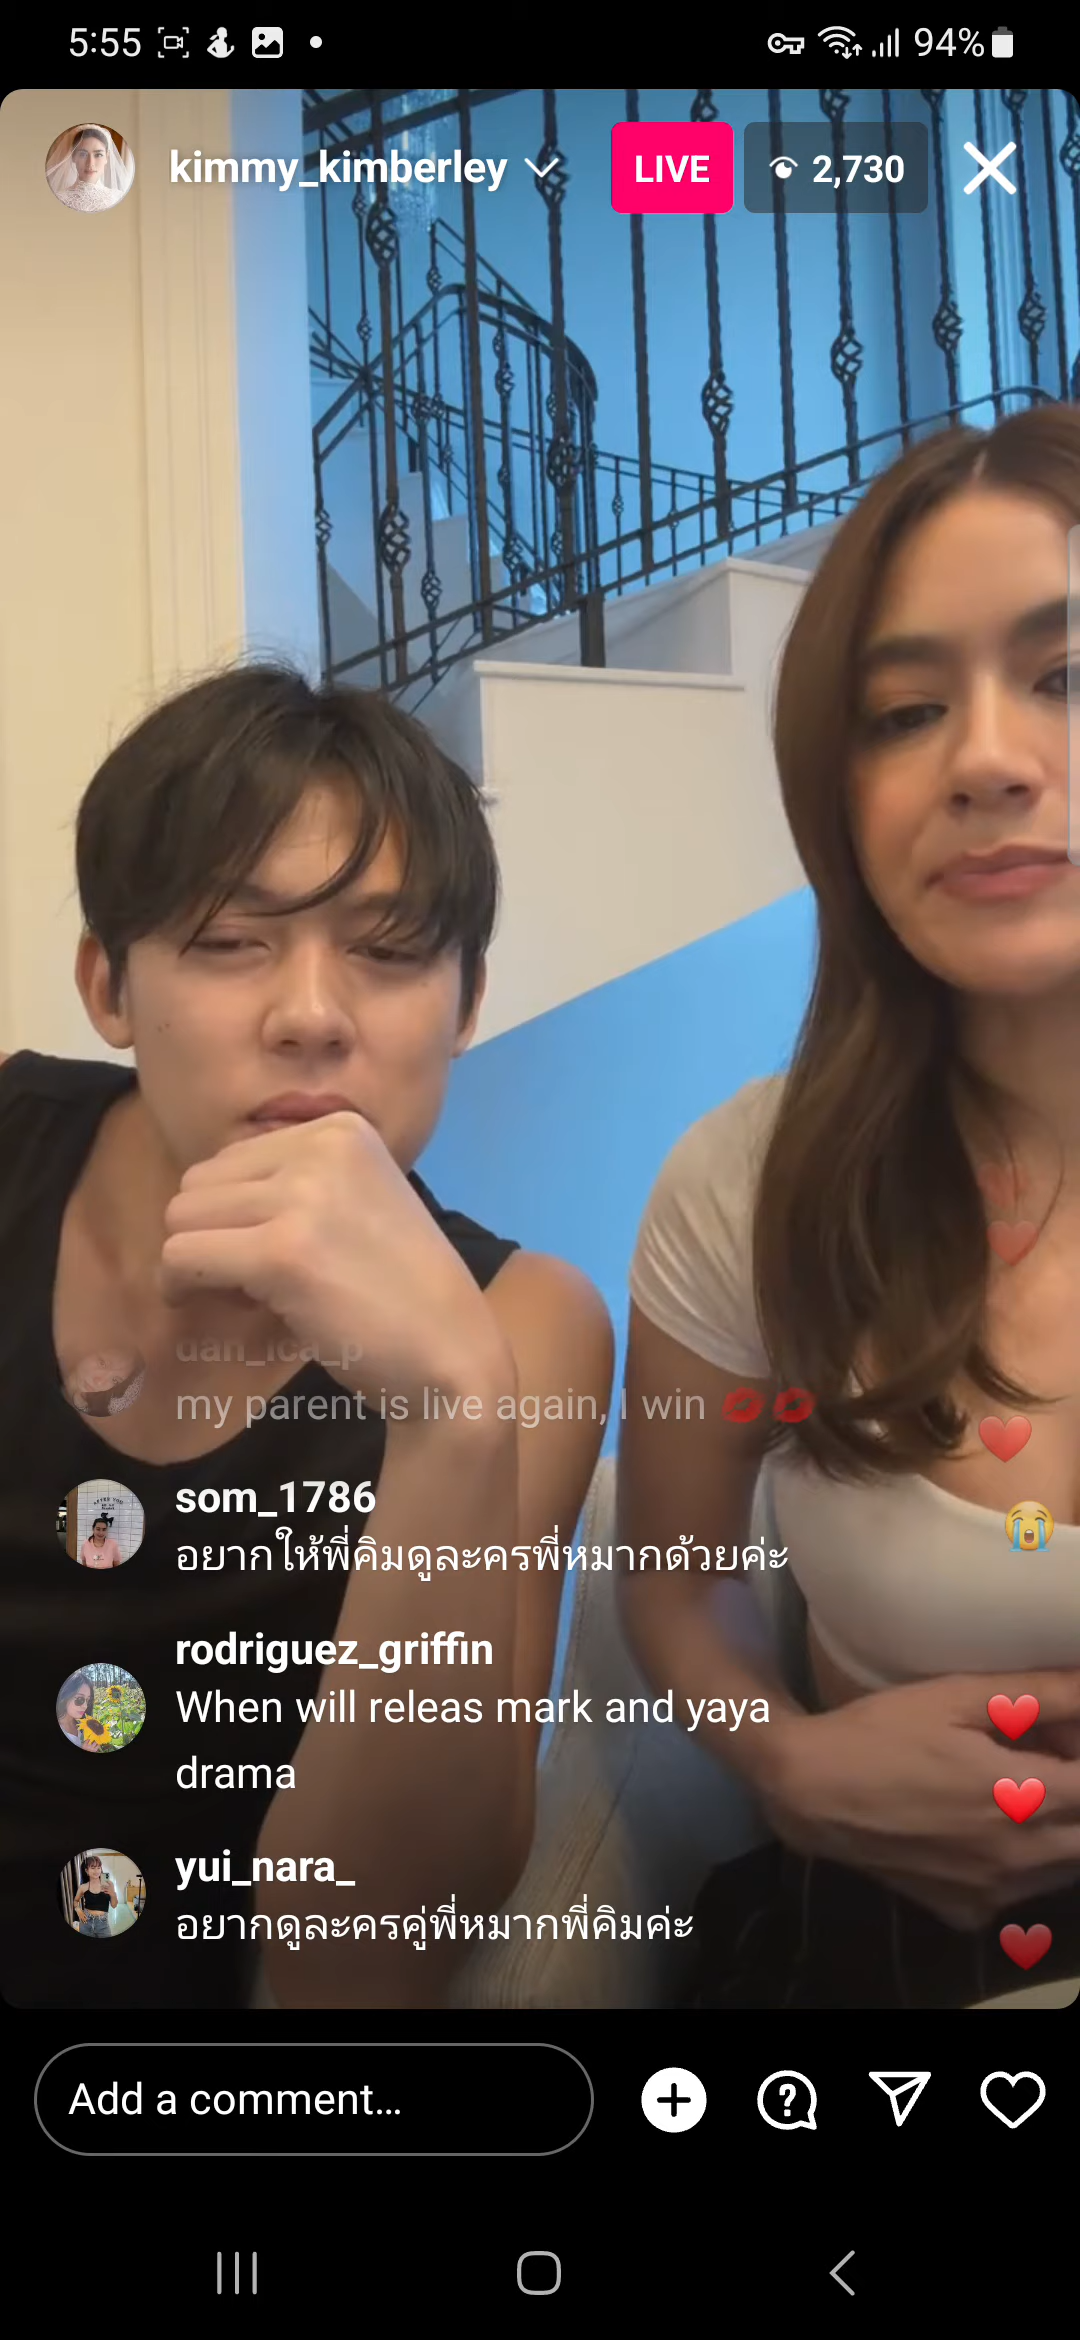 5:55
94%
kimmy_kimberley
LIVE
2,730
dan_ica_p
my parent is live again, I win 💋💋
som_1786
อยากให้พี่คิมดูละครพี่หมากด้วยค่ะ
rodriguez_griffin
When will releas mark and yaya
drama
yui_nara_
อยากดูละครคู่พี่หมากพี่คิมค่ะ
Add a comment...